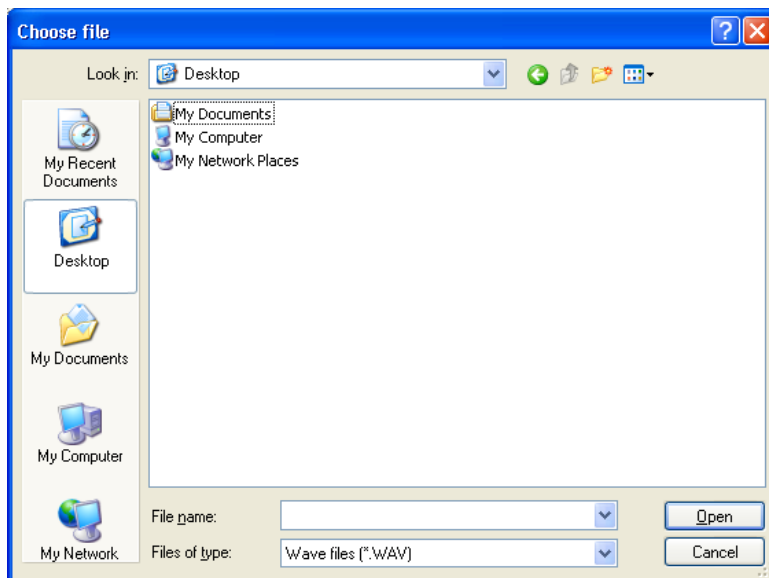 Choose file
Look in:
Desktop
My Recent
Documents
Desktop
My Documents
My Computer
My Network
My Documents
My Computer
My Network Places
File name:
Open
Files of type:
Wave files (*.WAV)
Cancel